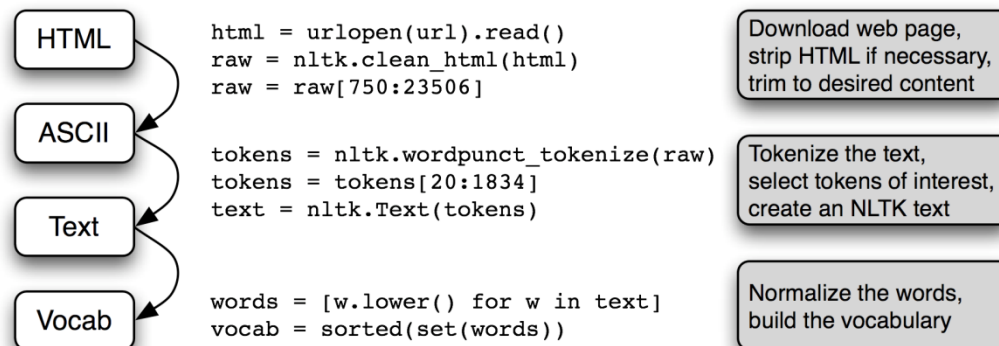 HTML
html = urlopen(url).read()
raw = nltk.clean_html(html)
raw = raw[750:23506]
Download web page,
strip HTML if necessary,
trim to desired content
ASCII
tokens = nltk.wordpunct_tokenize(raw)
tokens = tokens[20:1834]
text = nltk.Text(tokens)
Tokenize the text,
select tokens of interest,
create an NLTK text
Text
Vocab
words = [w.lower() for w in text]
vocab = sorted(set(words))
Normalize the words,
build the vocabulary